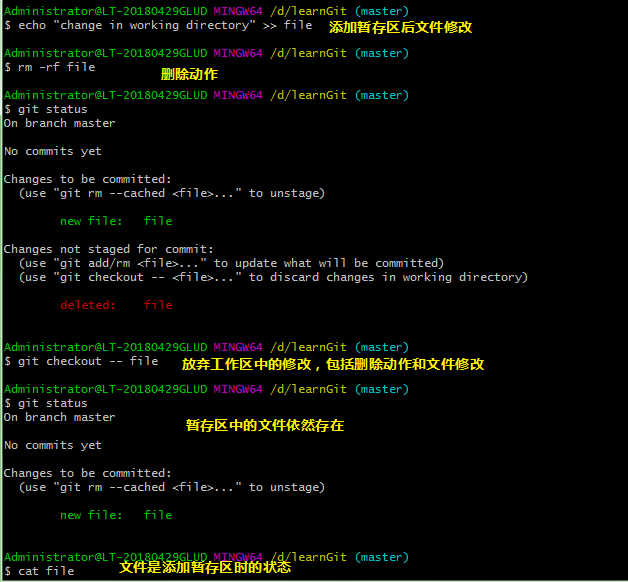 Administrator@LT-20180429GLUD MINGW64 /d/learnGit (master)
$ echo "change in working directory" >> file 添加暂存区后文件修改
Administrator@LT-20180429GLUD MINGW64 /d/learnGit (master)
$ rm -rf file 删除动作
Administrator@LT-20180429GLUD MINGW64 /d/learnGit (master)
$ git status
On branch master
No commits yet
Changes to be committed:
(use "git rm --cached <file>..." to unstage)
new file: file
Changes not staged for commit:
(use "git add/rm <file>..." to update what will be committed)
(use "git checkout -- <file>..." to discard changes in working directory)
deleted: file
Administrator@LT-20180429GLUD MINGW64 /d/learnGit (master)
$ git checkout -- file 放弃工作区中的修改，包括删除动作和文件修改
Administrator@LT-20180429GLUD MINGW64 /d/learnGit (master)
$ git status
On branch master 暂存区中的文件依然存在
No commits yet
Changes to be committed:
(use "git rm --cached <file>..." to unstage)
new file: file
Administrator@LT-20180429GLUD MINGW64 /d/learnGit (master)
$ cat file 文件是添加暂存区时的状态